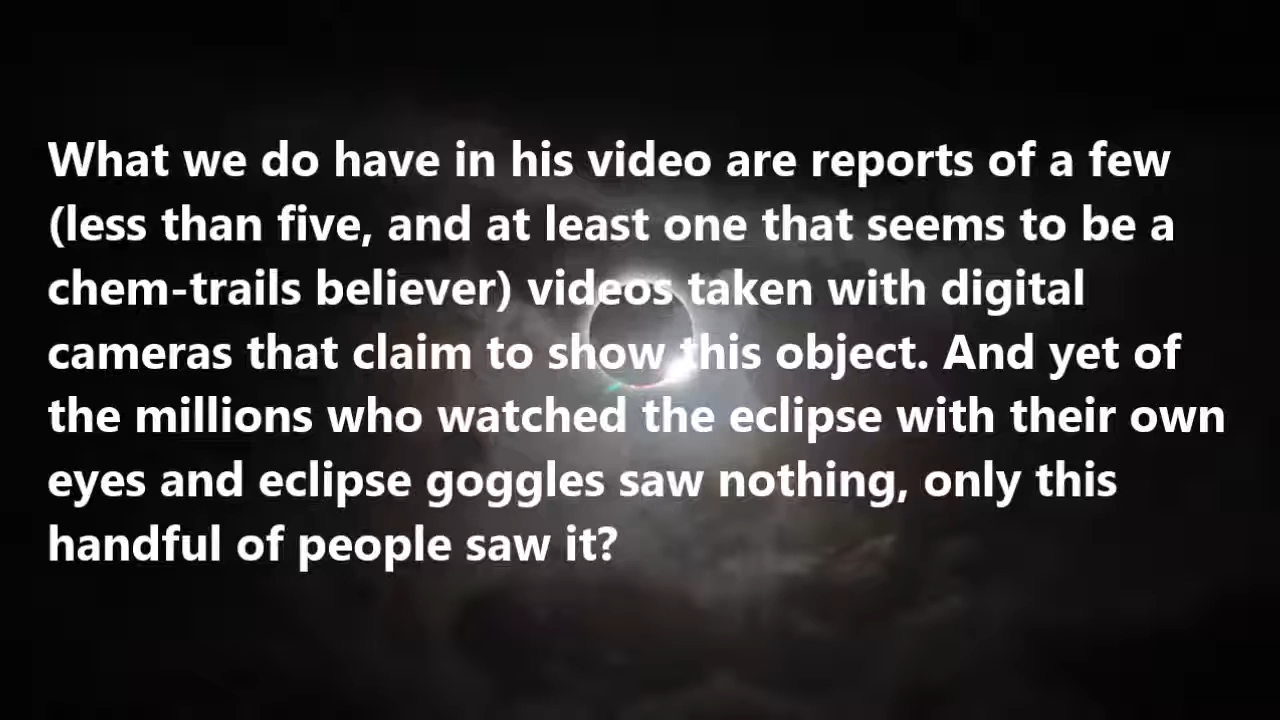 What we do have in his video are reports of a few
(less than five, and at least one that seems to be a
chem-trails believer) videos taken with digital
cameras that claim to show this object. And yet of
the millions who watched the eclipse with their own
eyes and eclipse goggles saw nothing, only this
handful of people saw it?